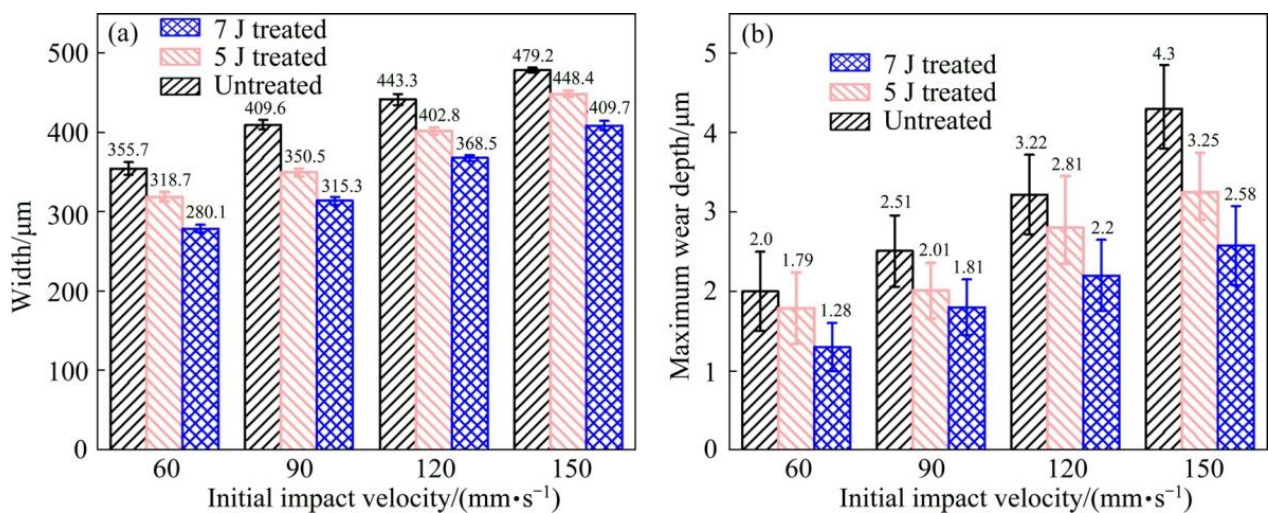 (a)
7 J treated
5 J treated
Untreated
500
400
300
200
100
0
Width/μm
355.7
318.7
280.1
409.6
350.5
315.3
443.3
402.8
368.5
479.2
448.4
409.7
60 90 120 150
Initial impact velocity/(mm•s⁻¹)
(b)
7 J treated
5 J treated
Untreated
5
4
3
2
1
0
Maximum wear depth/μm
2.0
1.79
1.28
2.51
2.01
1.81
3.22
2.81
2.2
4.3
3.25
2.58
60 90 120 150
Initial impact velocity/(mm•s⁻¹)